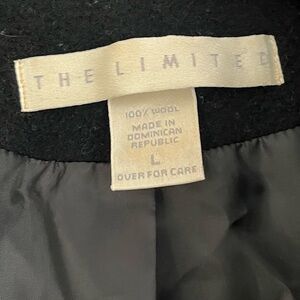 THE LIMITED
100% WOOL
MADE IN
DOMINICAN
REPUBLIC
L
OVER FOR CARE